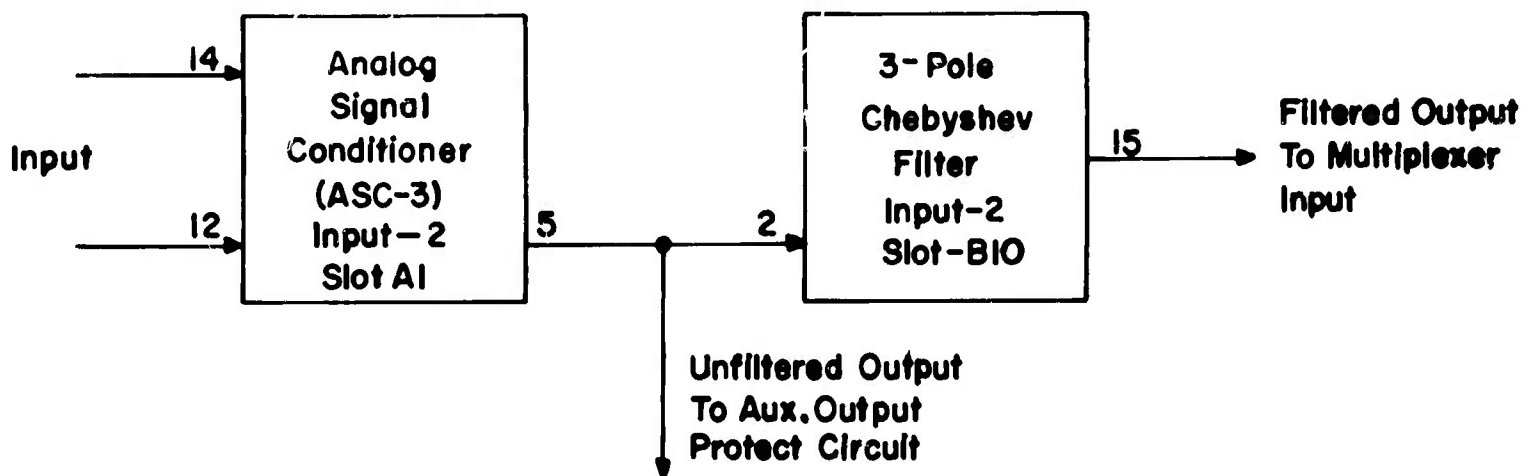 Input
14
12
Analog
Signal
Conditioner
(ASC-3)
Input-2
Slot A1
5
2
3-Pole
Chebyshev
Filter
Input-2
Slot-B10
15
Filtered Output
To Multiplexer
Input
Unfiltered Output
To Aux. Output
Protect Circuit